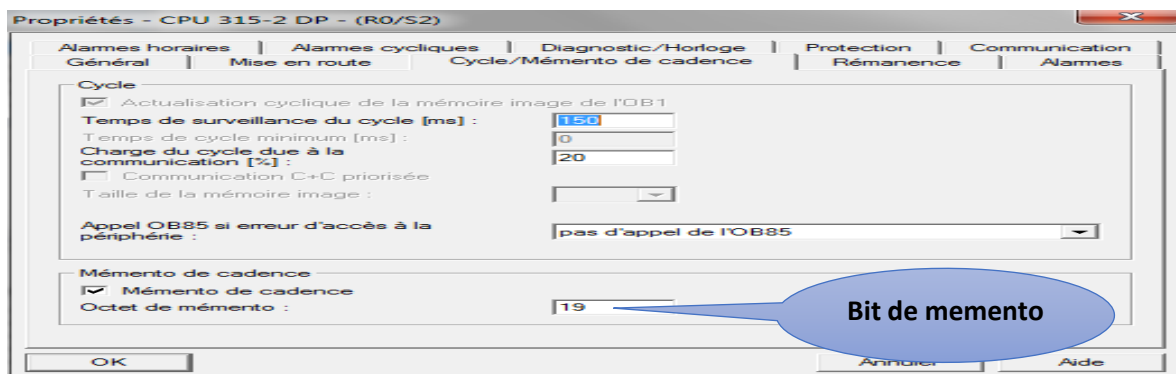 Propriétés - CPU 315-2 DP - (R0/S2)
Alarmes horaires Alarmes cycliques Diagnostic/Horloge Protection Communication
Général Mise en route Cycle/Mémento de cadence Rémanence Alarmes
Cycle
Actualisation cyclique de la mémoire image de l'OB1
Temps de surveillance du cycle [ms] : 150
Temps de cycle minimum [ms] : 0
Charge du cycle due à la
communication [%] : 20
Communication C+C priorisée
Taille de la mémoire image :
Appel OB85 si erreur d'accès à la
périphérie : pas d'appel de l'OB85
Mémento de cadence
Mémento de cadence
Octet de mémento : 19
Bit de memento
OK Annuler Aide